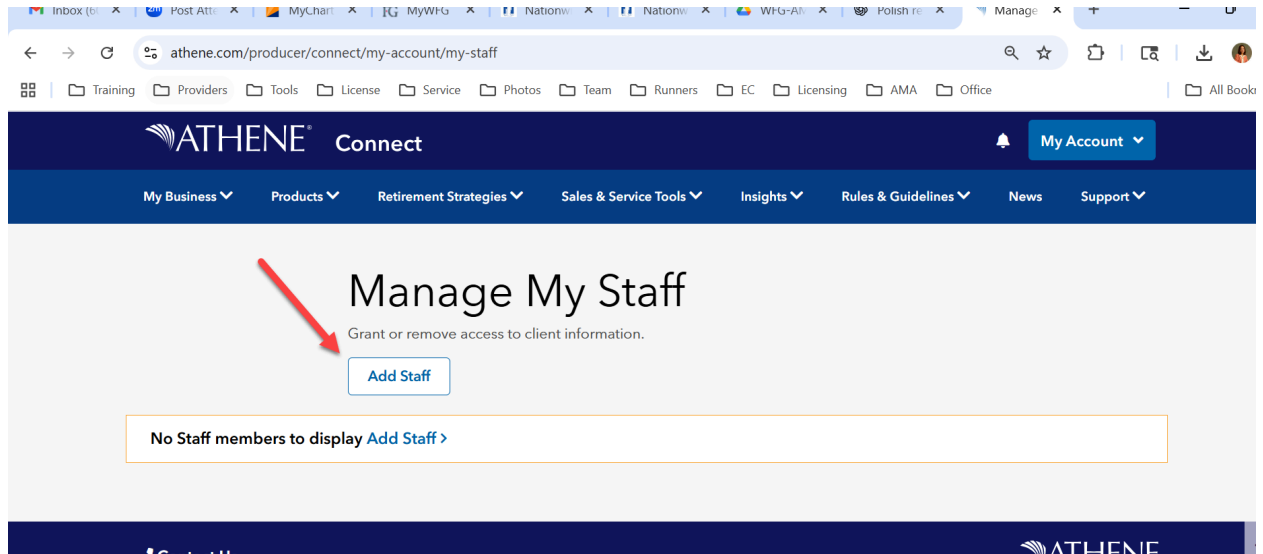 Inbox (6 Post Atte MyChart MyWFG Nationw Nationw WFG-AN Polish re Manage
athene.com/producer/connect/my-account/my-staff
Training Providers Tools License Service Photos Team Runners EC Licensing AMA Office All Bookr
ATHENE® Connect My Account
My Business Products Retirement Strategies Sales & Service Tools Insights Rules & Guidelines News Support
Manage My Staff
Grant or remove access to client information.
Add Staff
No Staff members to display Add Staff >
ATHENE